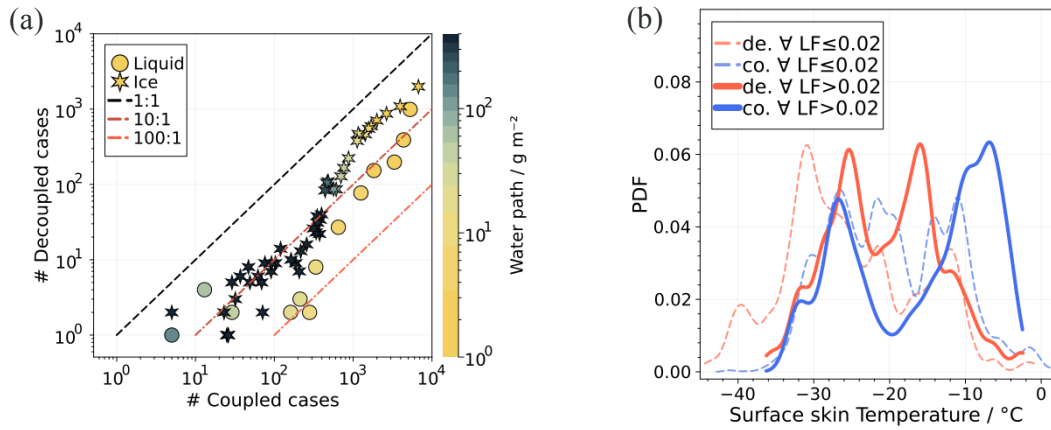 (a)
10⁴
10³
10²
10¹
10⁰
# Decoupled cases
Liquid
Ice
1:1
10:1
100:1
10⁰
10¹
10²
10³
10⁴
# Coupled cases
10²
10¹
10⁰
Water path / g m⁻²
(b)
de. ∀ LF≤0.02
co. ∀ LF≤0.02
de. ∀ LF>0.02
co. ∀ LF>0.02
0.08
0.06
0.04
0.02
0.00
PDF
−40
−30
−20
−10
0
Surface skin Temperature / °C